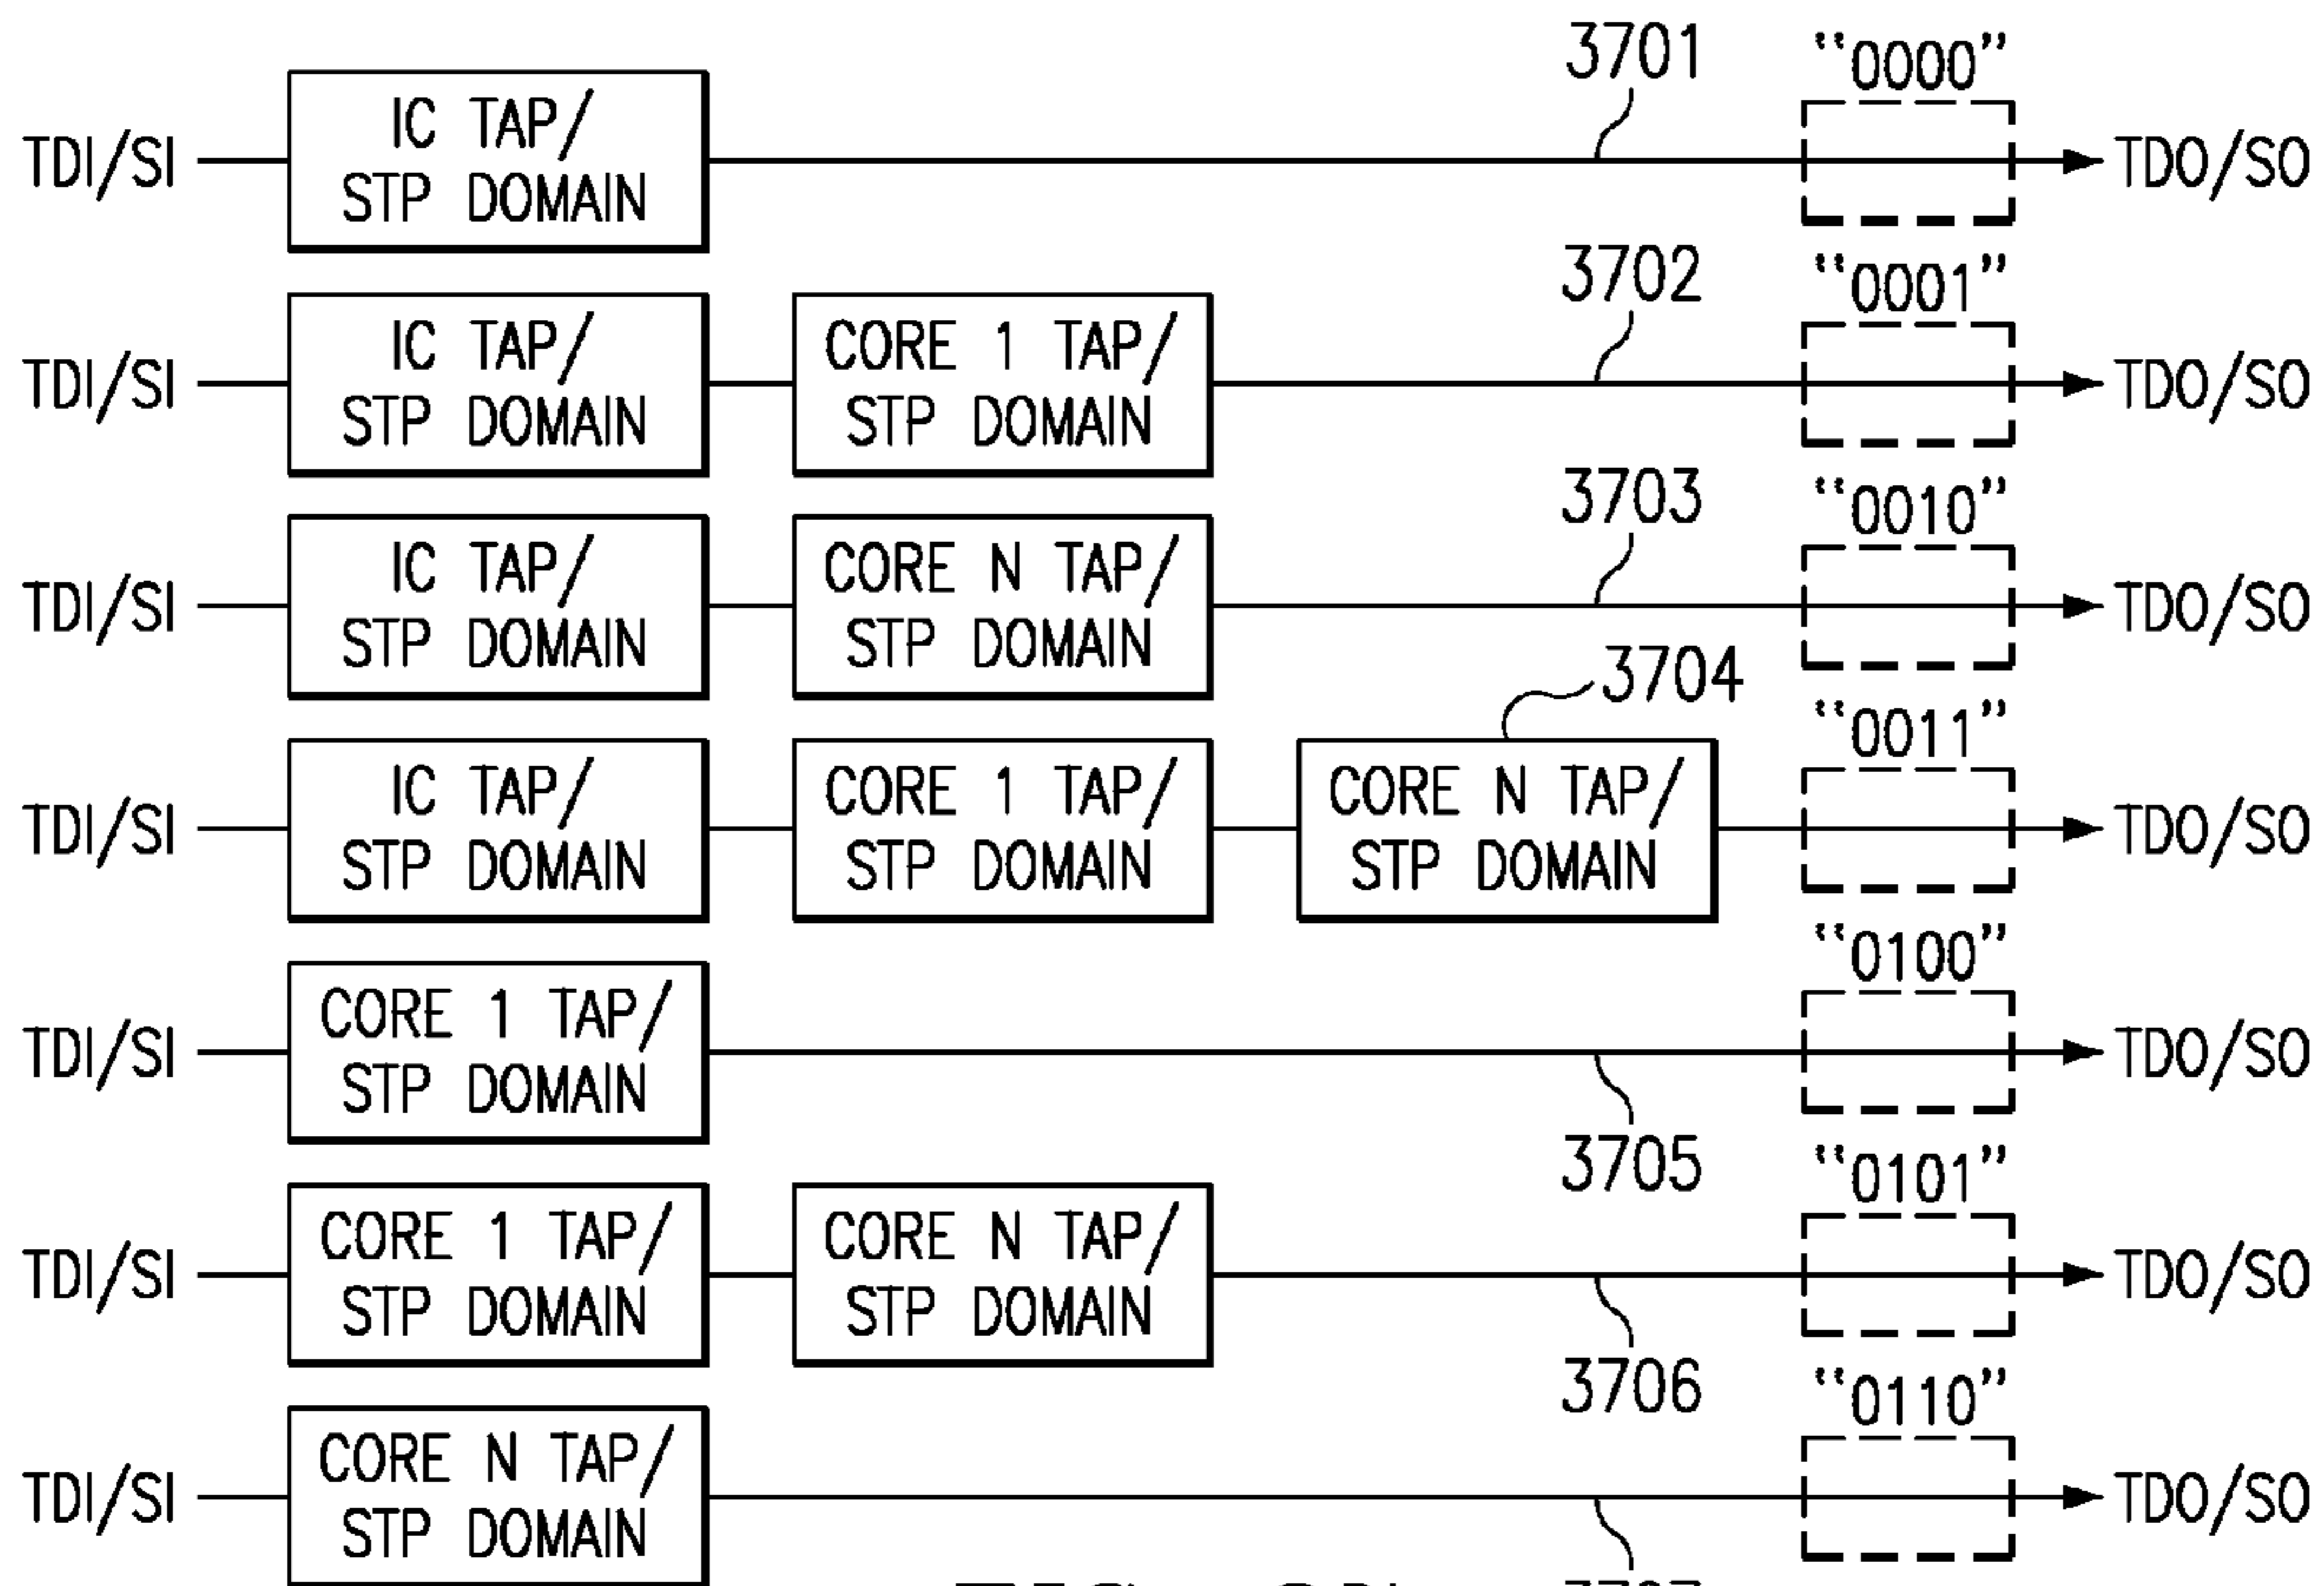 3701 "0000"
TDI/SI IC TAP/ STP DOMAIN TDO/SO
3702 "0001"
TDI/SI IC TAP/ STP DOMAIN CORE 1 TAP/ STP DOMAIN TDO/SO
3703 "0010"
TDI/SI IC TAP/ STP DOMAIN CORE N TAP/ STP DOMAIN TDO/SO
3704 "0011"
TDI/SI IC TAP/ STP DOMAIN CORE 1 TAP/ STP DOMAIN CORE N TAP/ STP DOMAIN TDO/SO
"0100"
TDI/SI CORE 1 TAP/ STP DOMAIN TDO/SO
3705 "0101"
TDI/SI CORE 1 TAP/ STP DOMAIN CORE N TAP/ STP DOMAIN TDO/SO
3706 "0110"
TDI/SI CORE N TAP/ STP DOMAIN TDO/SO